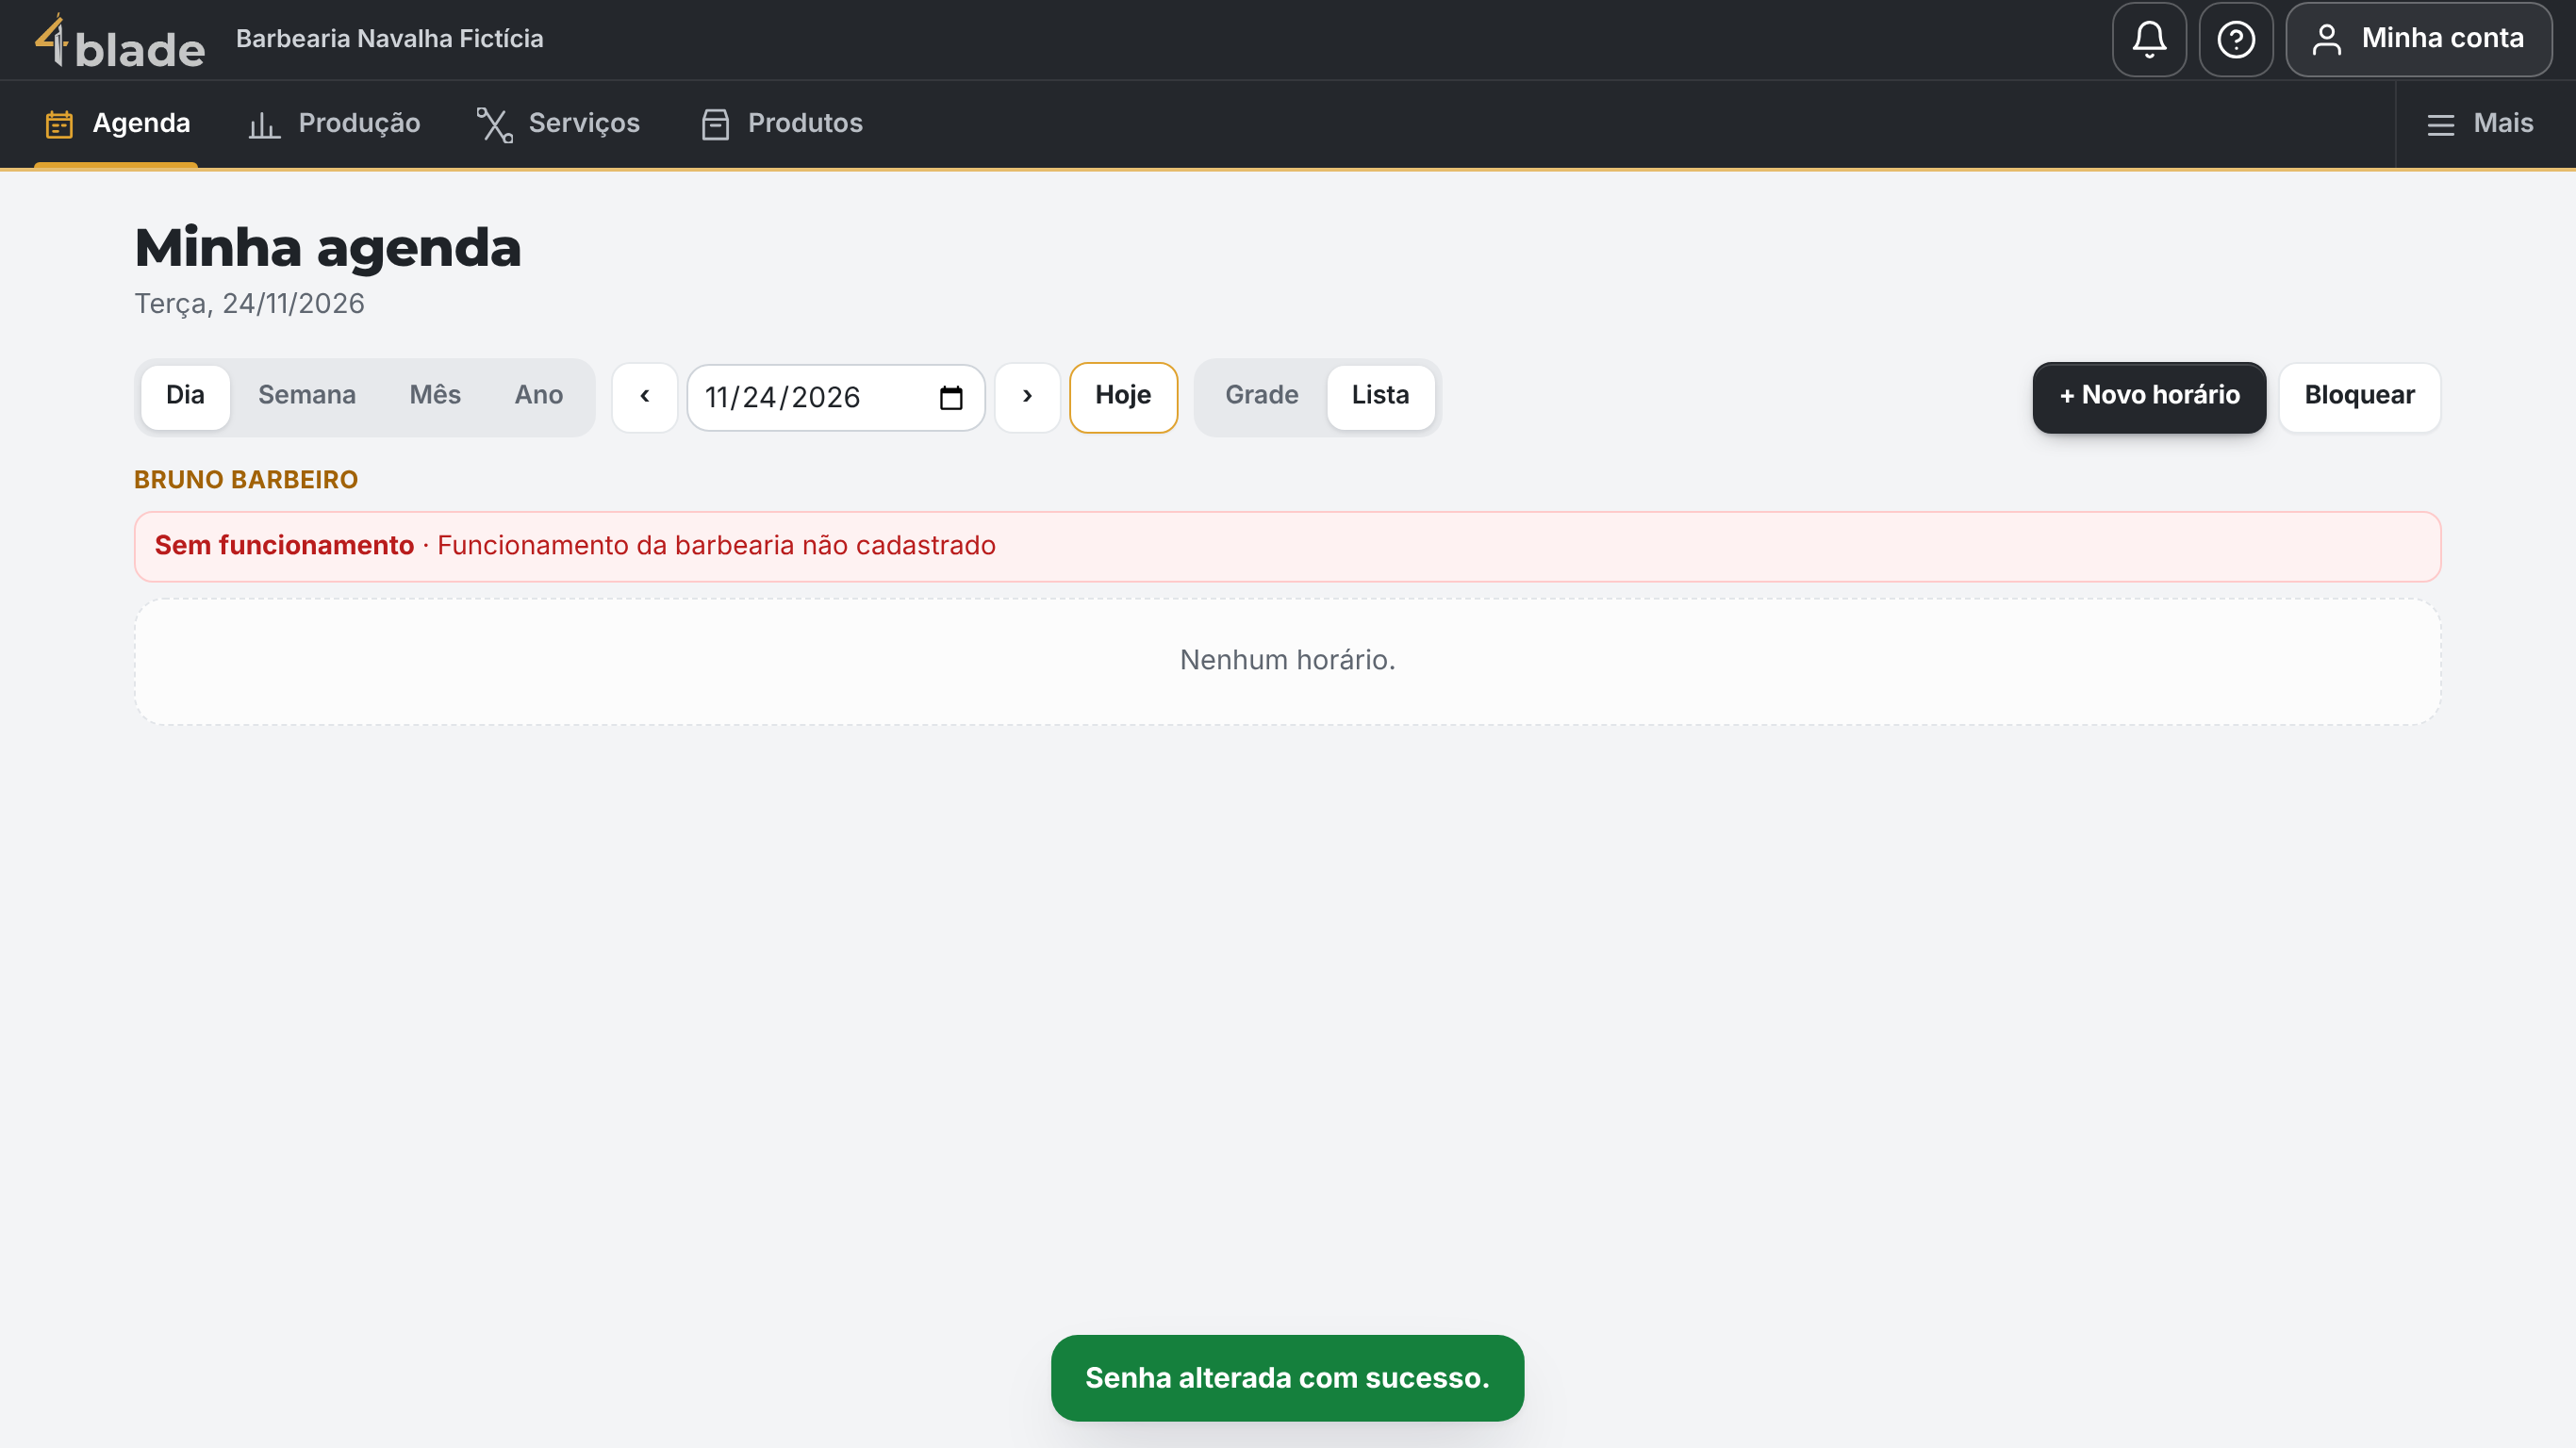 4blade Barbearia Navalha Fictícia
Minha conta
Agenda Produção Serviços Produtos Mais
Minha agenda
Terça, 24/11/2026
Dia Semana Mês Ano ‹ 11/24/2026 › Hoje Grade Lista + Novo horário Bloquear
BRUNO BARBEIRO
Sem funcionamento · Funcionamento da barbearia não cadastrado
Nenhum horário.
Senha alterada com sucesso.